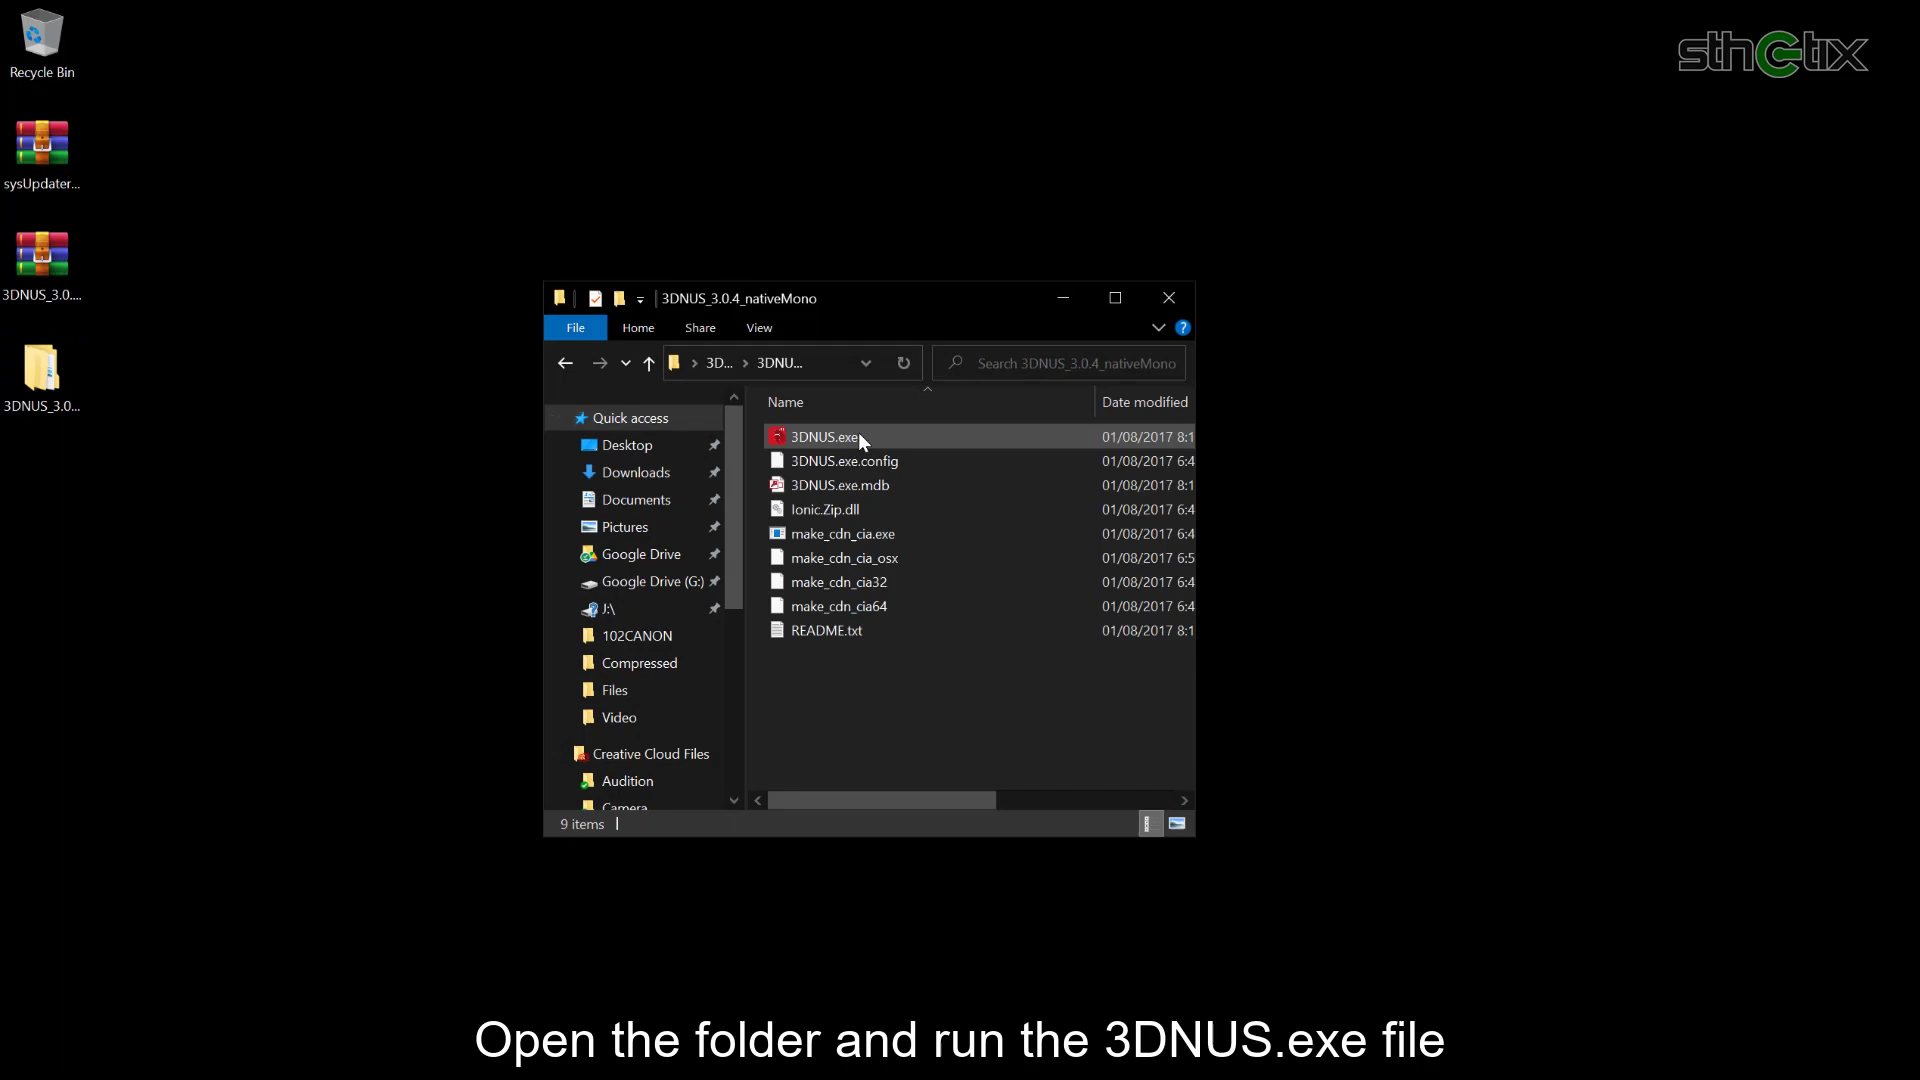 Recycle Bin
sthetix
sysUpdater...
3DNUS_3.0....
3DNUS_3.0...
3DNUS_3.0.4_nativeMono
File Home Share View
3D... 3DNU... Search 3DNUS_3.0.4_nativeMono
Name Date modified
Quick access
Desktop
Downloads
Documents
Pictures
Google Drive
Google Drive (G:)
J:\
102CANON
Compressed
Files
Video
Creative Cloud Files
Audition
Camera
3DNUS.exe 01/08/2017 8:1
3DNUS.exe.config 01/08/2017 6:4
3DNUS.exe.mdb 01/08/2017 8:1
Ionic.Zip.dll 01/08/2017 6:4
make_cdn_cia.exe 01/08/2017 6:4
make_cdn_cia_osx 01/08/2017 6:5
make_cdn_cia32 01/08/2017 6:4
make_cdn_cia64 01/08/2017 6:4
README.txt 01/08/2017 8:1
9 items
Open the folder and run the 3DNUS.exe file